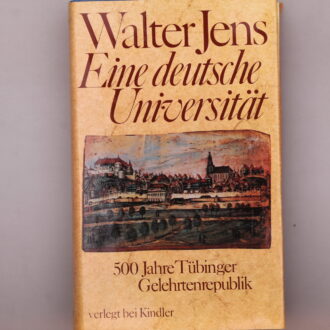 Walter Jens
Eine deutsche
Universität
500 Jahre Tübinger
Gelehrtenrepublik
verlegt bei Kindler